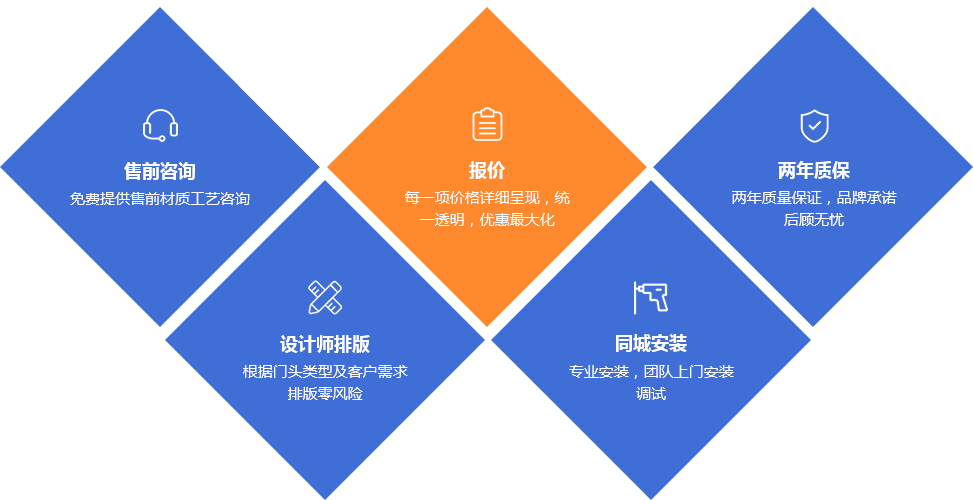 售前咨询
免费提供售前材质工艺咨询
报价
每一项价格详细呈现，统
一透明，优惠最大化
两年质保
两年质量保证，品牌承诺
后顾无忧
设计师排版
根据门头类型及客户需求
排版零风险
同城安装
专业安装，团队上门安装
调试